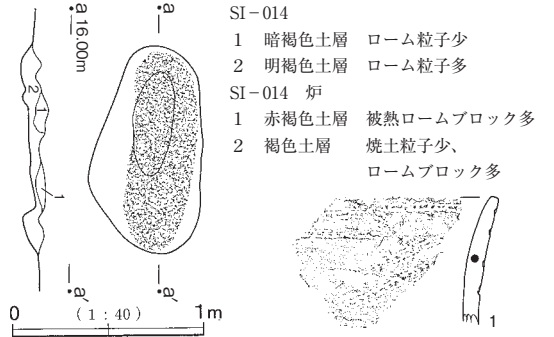 SI-014
1　暗褐色土層　ローム粒子少
2　明褐色土層　ローム粒子多
SI-014　炉
1　赤褐色土層　被熱ロームブロック多
2　褐色土層　焼土粒子少、
ロームブロック多
a 16.00m
a
2
1
1
a'
a'
0 （1：40） 1m
1